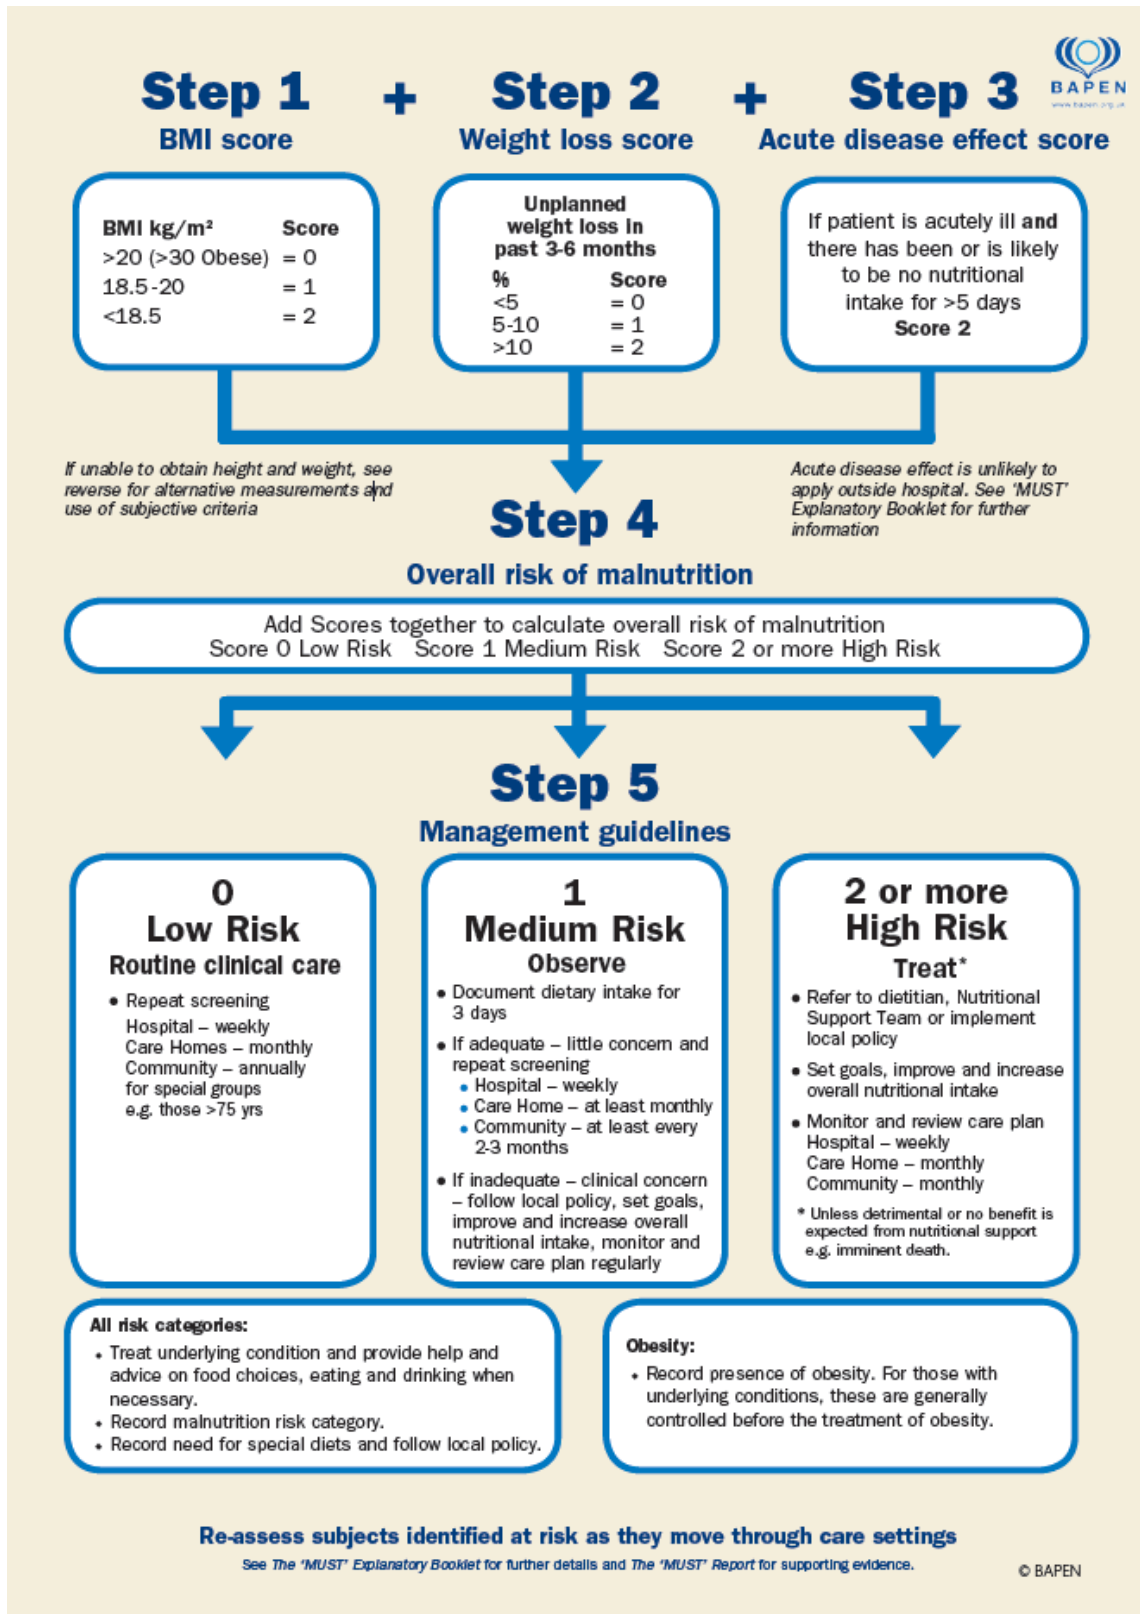 BAPEN
www.bapen.org.uk
Step 1 + Step 2 + Step 3
BMI score
Weight loss score
Acute disease effect score
BMI kg/m² Score
>20 (>30 Obese) = 0
18.5-20 = 1
<18.5 = 2
Unplanned
weight loss in
past 3-6 months
% Score
<5 = 0
5-10 = 1
>10 = 2
If patient is acutely ill and
there has been or is likely
to be no nutritional
intake for >5 days
Score 2
If unable to obtain height and weight, see
reverse for alternative measurements and
use of subjective criteria
Acute disease effect is unlikely to
apply outside hospital. See ‘MUST’
Explanatory Booklet for further
information
Step 4
Overall risk of malnutrition
Add Scores together to calculate overall risk of malnutrition
Score 0 Low Risk Score 1 Medium Risk Score 2 or more High Risk
Step 5
Management guidelines
0
Low Risk
Routine clinical care
• Repeat screening
Hospital – weekly
Care Homes – monthly
Community – annually
for special groups
e.g. those >75 yrs
1
Medium Risk
Observe
• Document dietary intake for
3 days
• If adequate – little concern and
repeat screening
• Hospital – weekly
• Care Home – at least monthly
• Community – at least every
2-3 months
• If inadequate – clinical concern
– follow local policy, set goals,
improve and increase overall
nutritional intake, monitor and
review care plan regularly
2 or more
High Risk
Treat*
• Refer to dietitian, Nutritional
Support Team or implement
local policy
• Set goals, improve and increase
overall nutritional intake
• Monitor and review care plan
Hospital – weekly
Care Home – monthly
Community – monthly
* Unless detrimental or no benefit is
expected from nutritional support
e.g. imminent death.
All risk categories:
• Treat underlying condition and provide help and
advice on food choices, eating and drinking when
necessary.
• Record malnutrition risk category.
• Record need for special diets and follow local policy.
Obesity:
• Record presence of obesity. For those with
underlying conditions, these are generally
controlled before the treatment of obesity.
Re-assess subjects identified at risk as they move through care settings
See The ‘MUST’ Explanatory Booklet for further details and The ‘MUST’ Report for supporting evidence.
© BAPEN